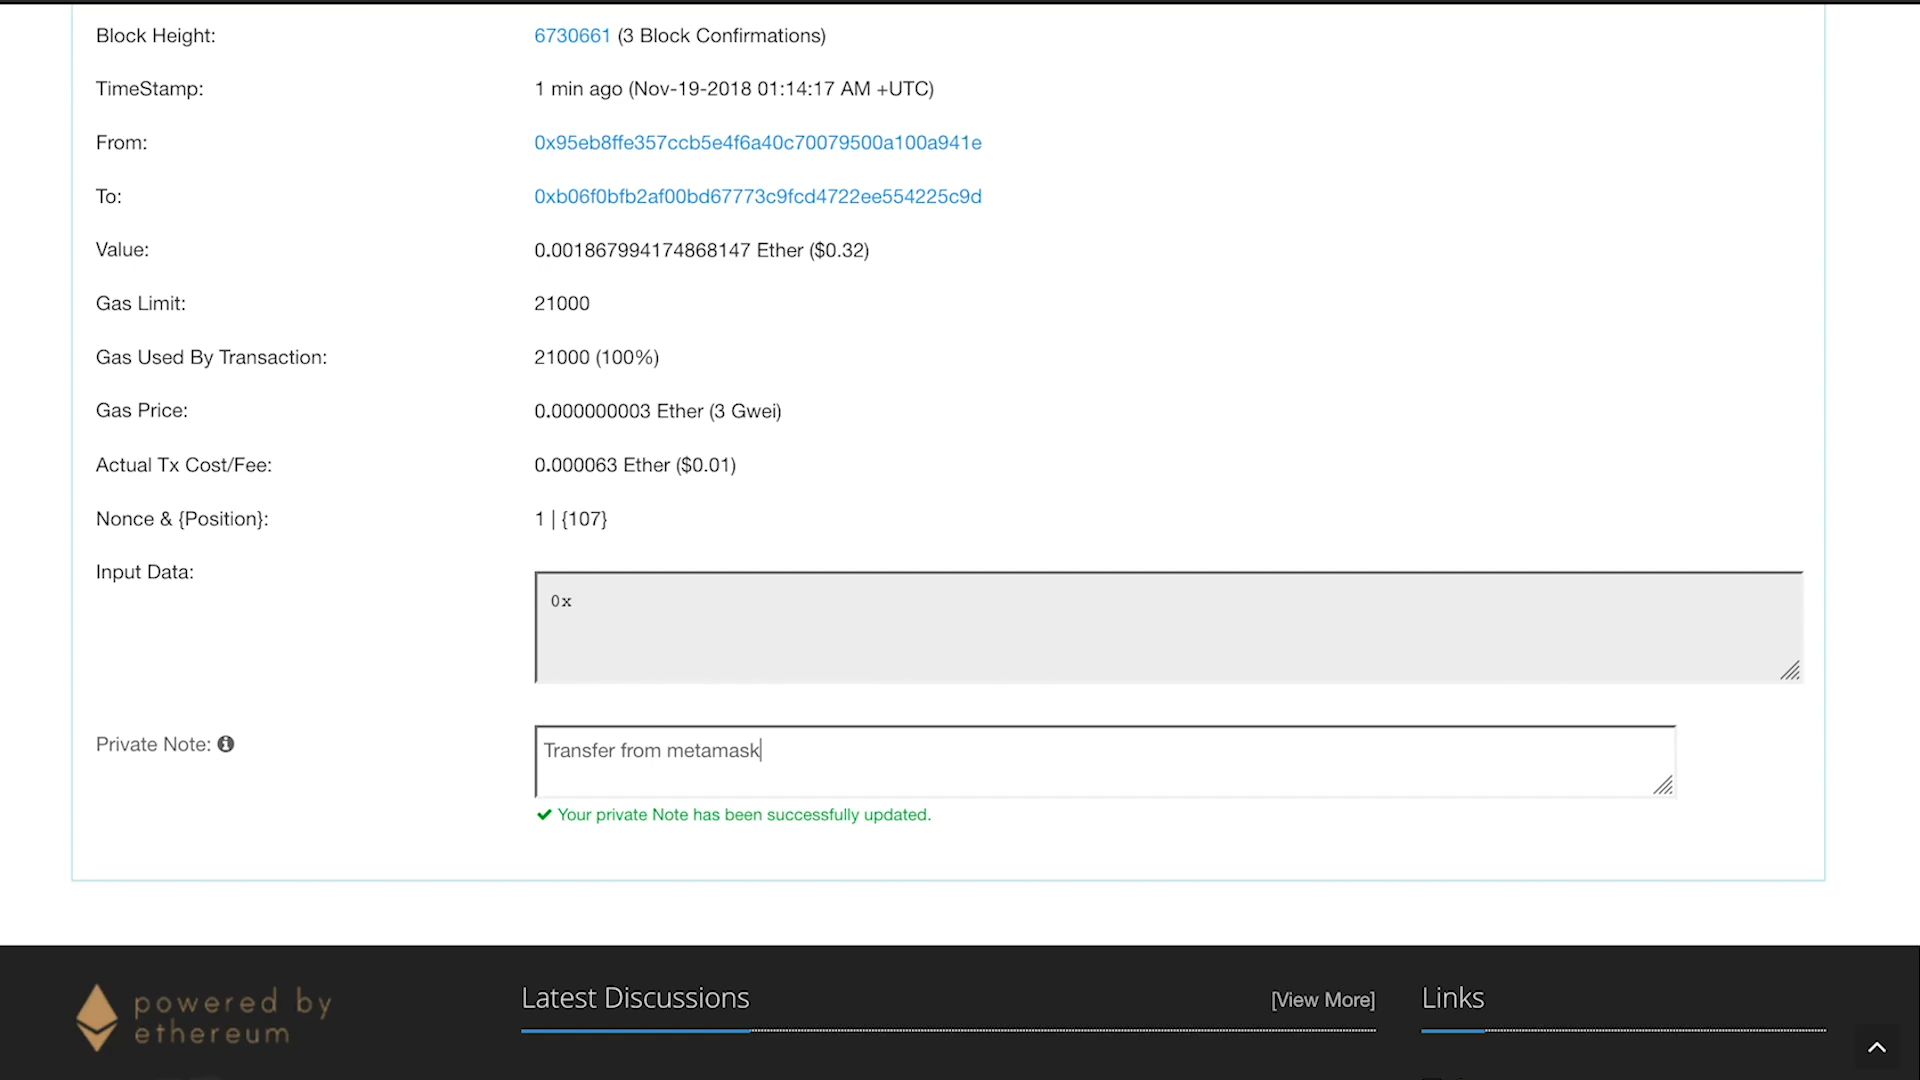 Block Height: 6730661 (3 Block Confirmations)
TimeStamp: 1 min ago (Nov-19-2018 01:14:17 AM +UTC)
From: 0x95eb8ffe357ccb5e4f6a40c70079500a100a941e
To: 0xb06f0bfb2af00bd67773c9fcd4722ee554225c9d
Value: 0.001867994174868147 Ether ($0.32)
Gas Limit: 21000
Gas Used By Transaction: 21000 (100%)
Gas Price: 0.000000003 Ether (3 Gwei)
Actual Tx Cost/Fee: 0.000063 Ether ($0.01)
Nonce & {Position}: 1 | {107}
Input Data:
0x
Private Note: Transfer from metamask
Your private Note has been successfully updated.
powered by
ethereum
Latest Discussions [View More]
Links